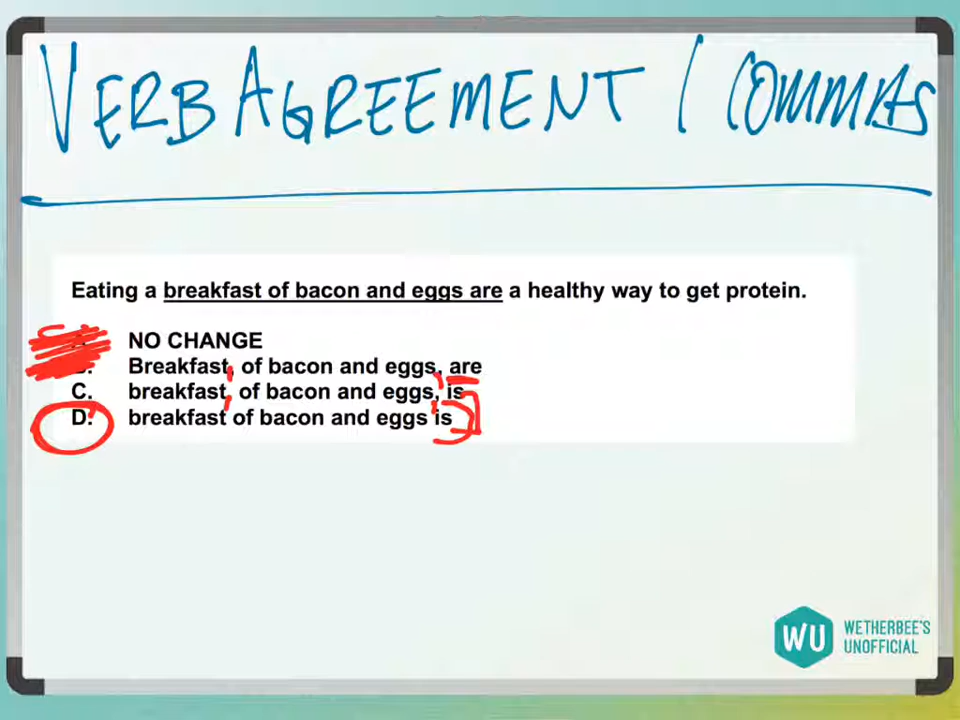 VERB AGREEMENT / COMMAS
Eating a breakfast of bacon and eggs are a healthy way to get protein.
NO CHANGE
Breakfast, of bacon and eggs, are
C. breakfast, of bacon and eggs, is
D. breakfast of bacon and eggs is
WU WETHERBEE'S
UNOFFICIAL